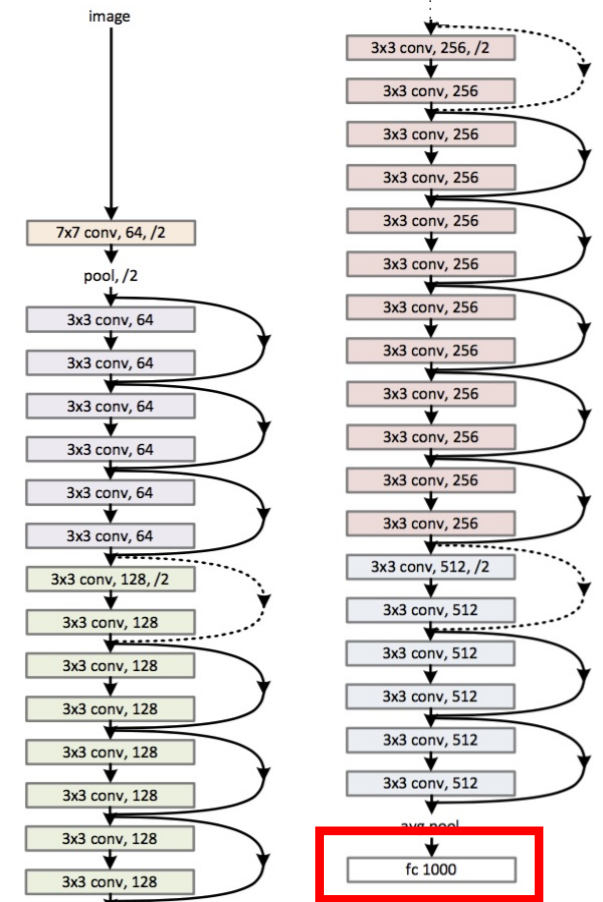 image
7x7 conv, 64, /2
pool, /2
3x3 conv, 64
3x3 conv, 64
3x3 conv, 64
3x3 conv, 64
3x3 conv, 64
3x3 conv, 64
3x3 conv, 128, /2
3x3 conv, 128
3x3 conv, 128
3x3 conv, 128
3x3 conv, 128
3x3 conv, 128
3x3 conv, 128
3x3 conv, 128
3x3 conv, 256, /2
3x3 conv, 256
3x3 conv, 256
3x3 conv, 256
3x3 conv, 256
3x3 conv, 256
3x3 conv, 256
3x3 conv, 256
3x3 conv, 256
3x3 conv, 256
3x3 conv, 256
3x3 conv, 256
3x3 conv, 512, /2
3x3 conv, 512
3x3 conv, 512
3x3 conv, 512
3x3 conv, 512
3x3 conv, 512
avg pool
fc 1000